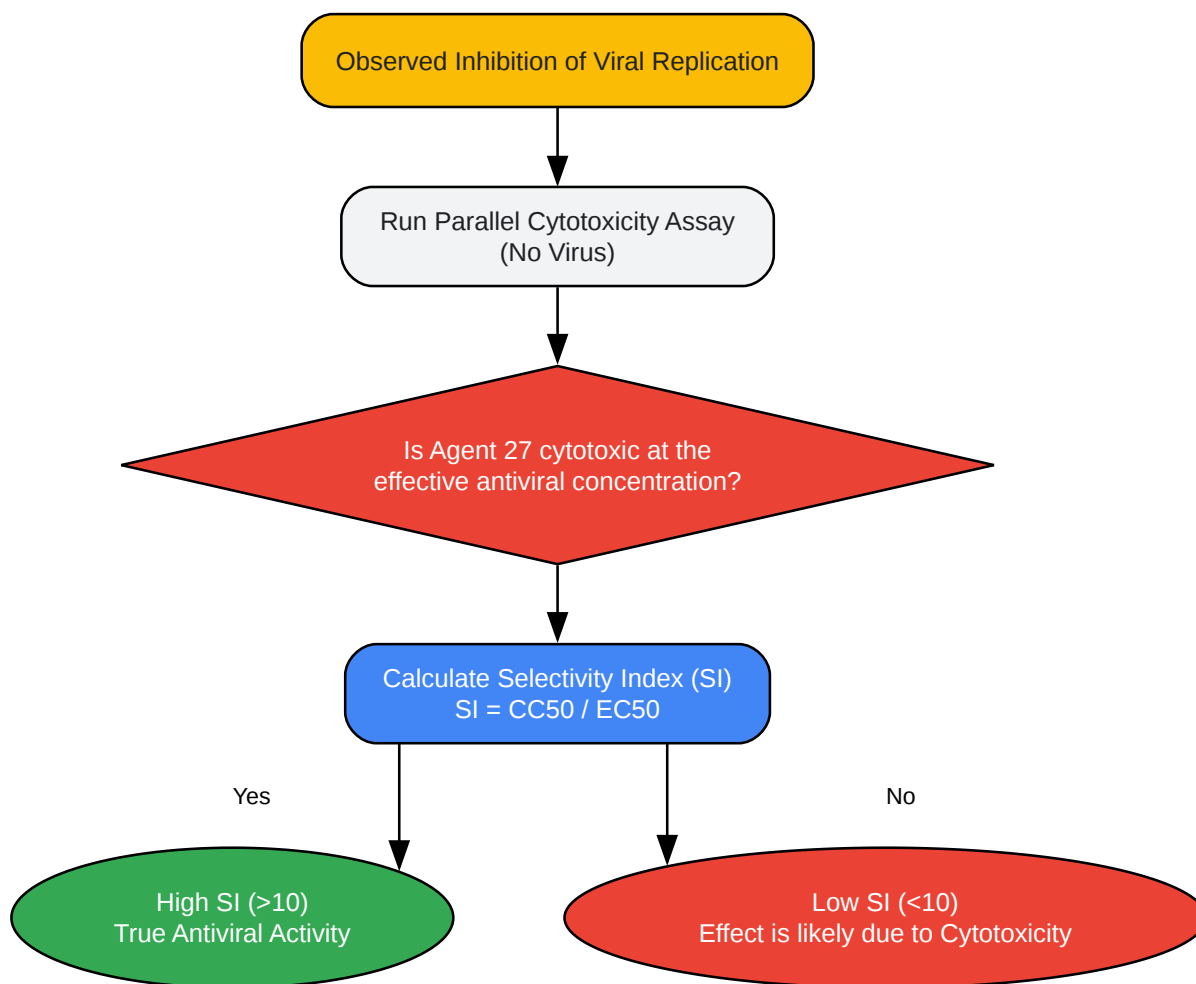 Observed Inhibition of Viral Replication
Run Parallel Cytotoxicity Assay
(No Virus)
Is Agent 27 cytotoxic at the
effective antiviral concentration?
Calculate Selectivity Index (SI)
SI = CC50 / EC50
Yes
No
High SI (>10)
True Antiviral Activity
Low SI (<10)
Effect is likely due to Cytotoxicity